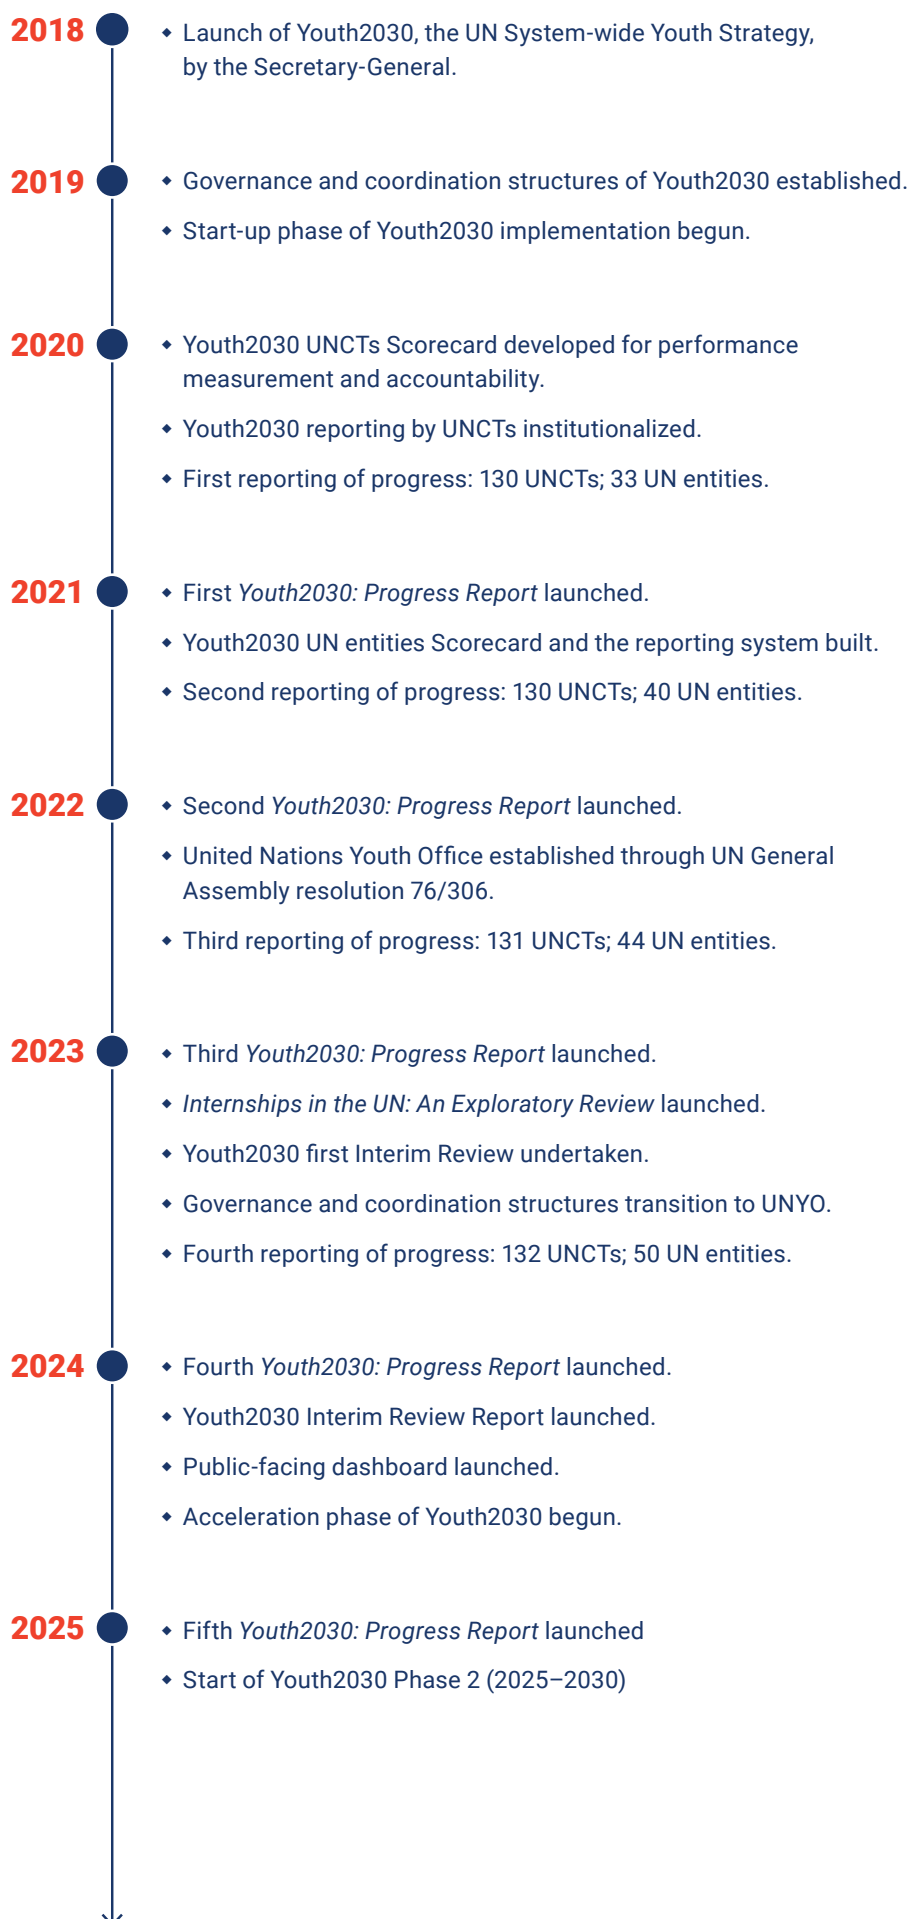 2018
◆ Launch of Youth2030, the UN System-wide Youth Strategy,
by the Secretary-General.
2019
◆ Governance and coordination structures of Youth2030 established.
◆ Start-up phase of Youth2030 implementation begun.
2020
◆ Youth2030 UNCTs Scorecard developed for performance
measurement and accountability.
◆ Youth2030 reporting by UNCTs institutionalized.
◆ First reporting of progress: 130 UNCTs; 33 UN entities.
2021
◆ First Youth2030: Progress Report launched.
◆ Youth2030 UN entities Scorecard and the reporting system built.
◆ Second reporting of progress: 130 UNCTs; 40 UN entities.
2022
◆ Second Youth2030: Progress Report launched.
◆ United Nations Youth Office established through UN General
Assembly resolution 76/306.
◆ Third reporting of progress: 131 UNCTs; 44 UN entities.
2023
◆ Third Youth2030: Progress Report launched.
◆ Internships in the UN: An Exploratory Review launched.
◆ Youth2030 first Interim Review undertaken.
◆ Governance and coordination structures transition to UNYO.
◆ Fourth reporting of progress: 132 UNCTs; 50 UN entities.
2024
◆ Fourth Youth2030: Progress Report launched.
◆ Youth2030 Interim Review Report launched.
◆ Public-facing dashboard launched.
◆ Acceleration phase of Youth2030 begun.
2025
◆ Fifth Youth2030: Progress Report launched
◆ Start of Youth2030 Phase 2 (2025–2030)